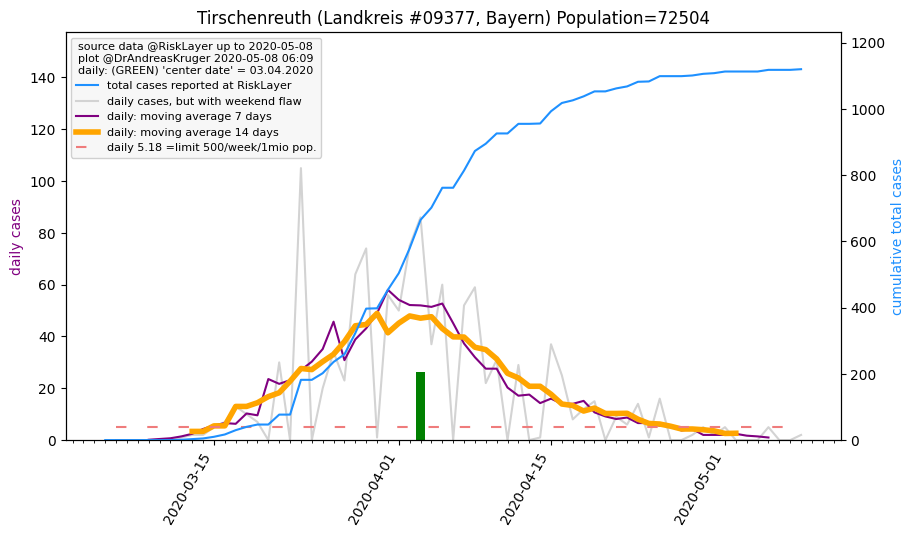 Tirschenreuth (Landkreis #09377, Bayern) Population=72504
source data @RiskLayer up to 2020-05-08
plot @DrAndreasKruger 2020-05-08 06:09
daily: (GREEN) 'center date' = 03.04.2020
total cases reported at RiskLayer
daily cases, but with weekend flaw
daily: moving average 7 days
daily: moving average 14 days
daily 5.18 =limit 500/week/1mio pop.
daily cases
140
120
100
80
60
40
20
0
cumulative total cases
1200
1000
800
600
400
200
0
2020-03-15
2020-04-01
2020-04-15
2020-05-01